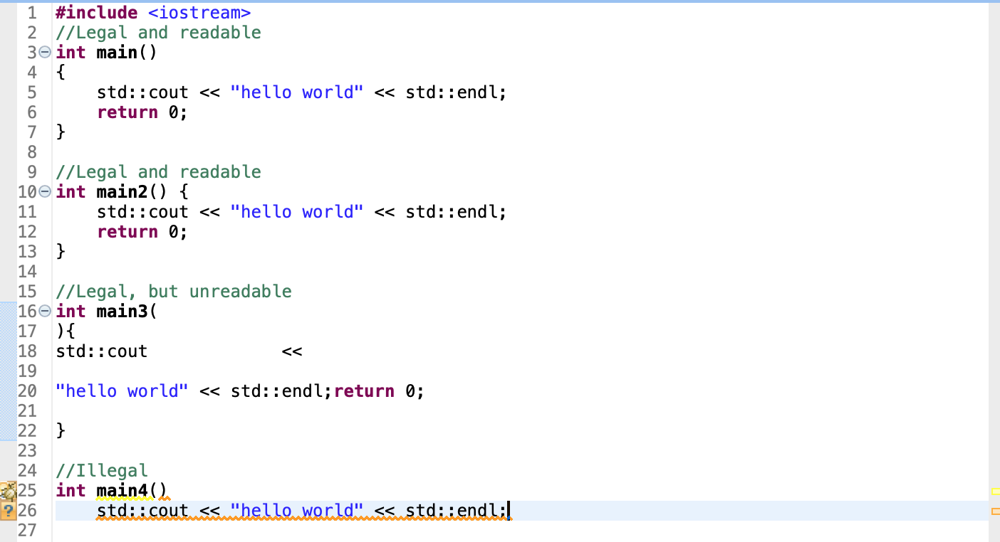 1 #include <iostream>
2 //Legal and readable
3 int main()
4 {
5     std::cout << "hello world" << std::endl;
6     return 0;
7 }
8
9 //Legal and readable
10 int main2() {
11     std::cout << "hello world" << std::endl;
12     return 0;
13 }
14
15 //Legal, but unreadable
16 int main3(
17 ){
18 std::cout             <<
19
20 "hello world" << std::endl;return 0;
21
22 }
23
24 //Illegal
25 int main4()
26     std::cout << "hello world" << std::endl;
27